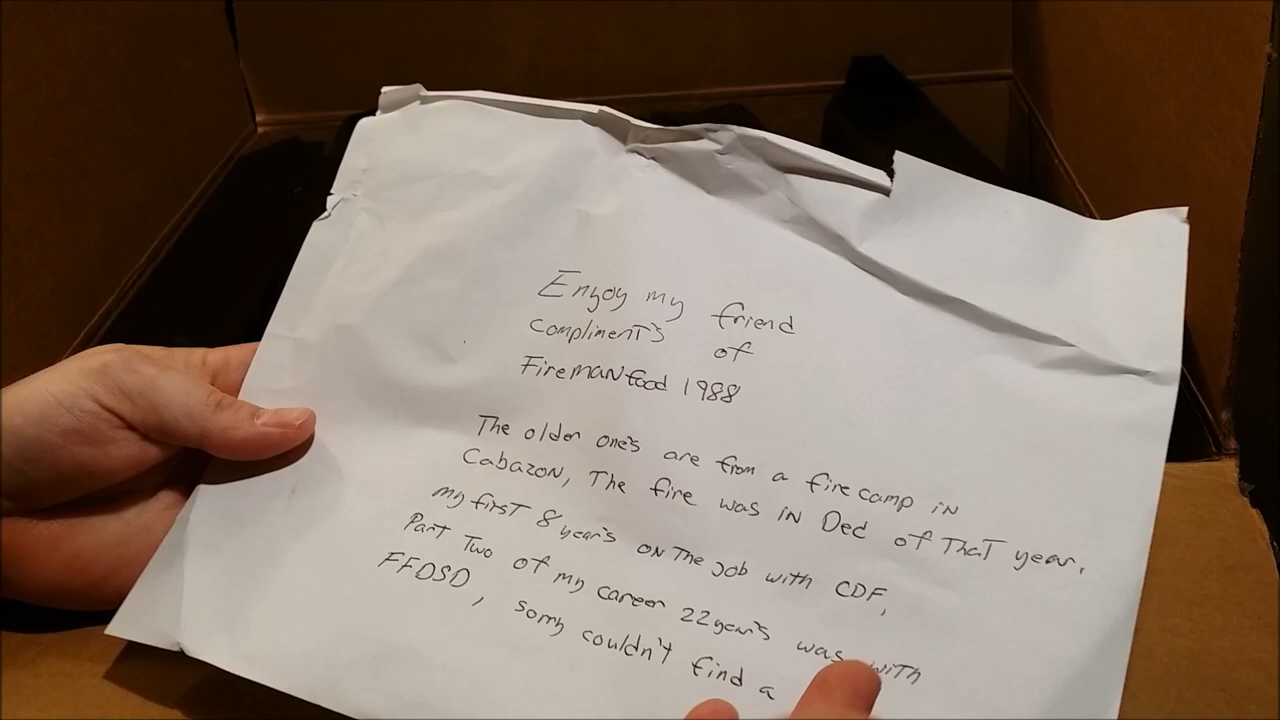 Enjoy my friend
Compliment's of
Firemanfood 1988
The older one's are from a fire camp in
Cabazon, The fire was in Dec of That year.
my first 8 year's on The job with CDF,
Part Two of my career 22 year's was with
FFDSD, sorry couldn't find a